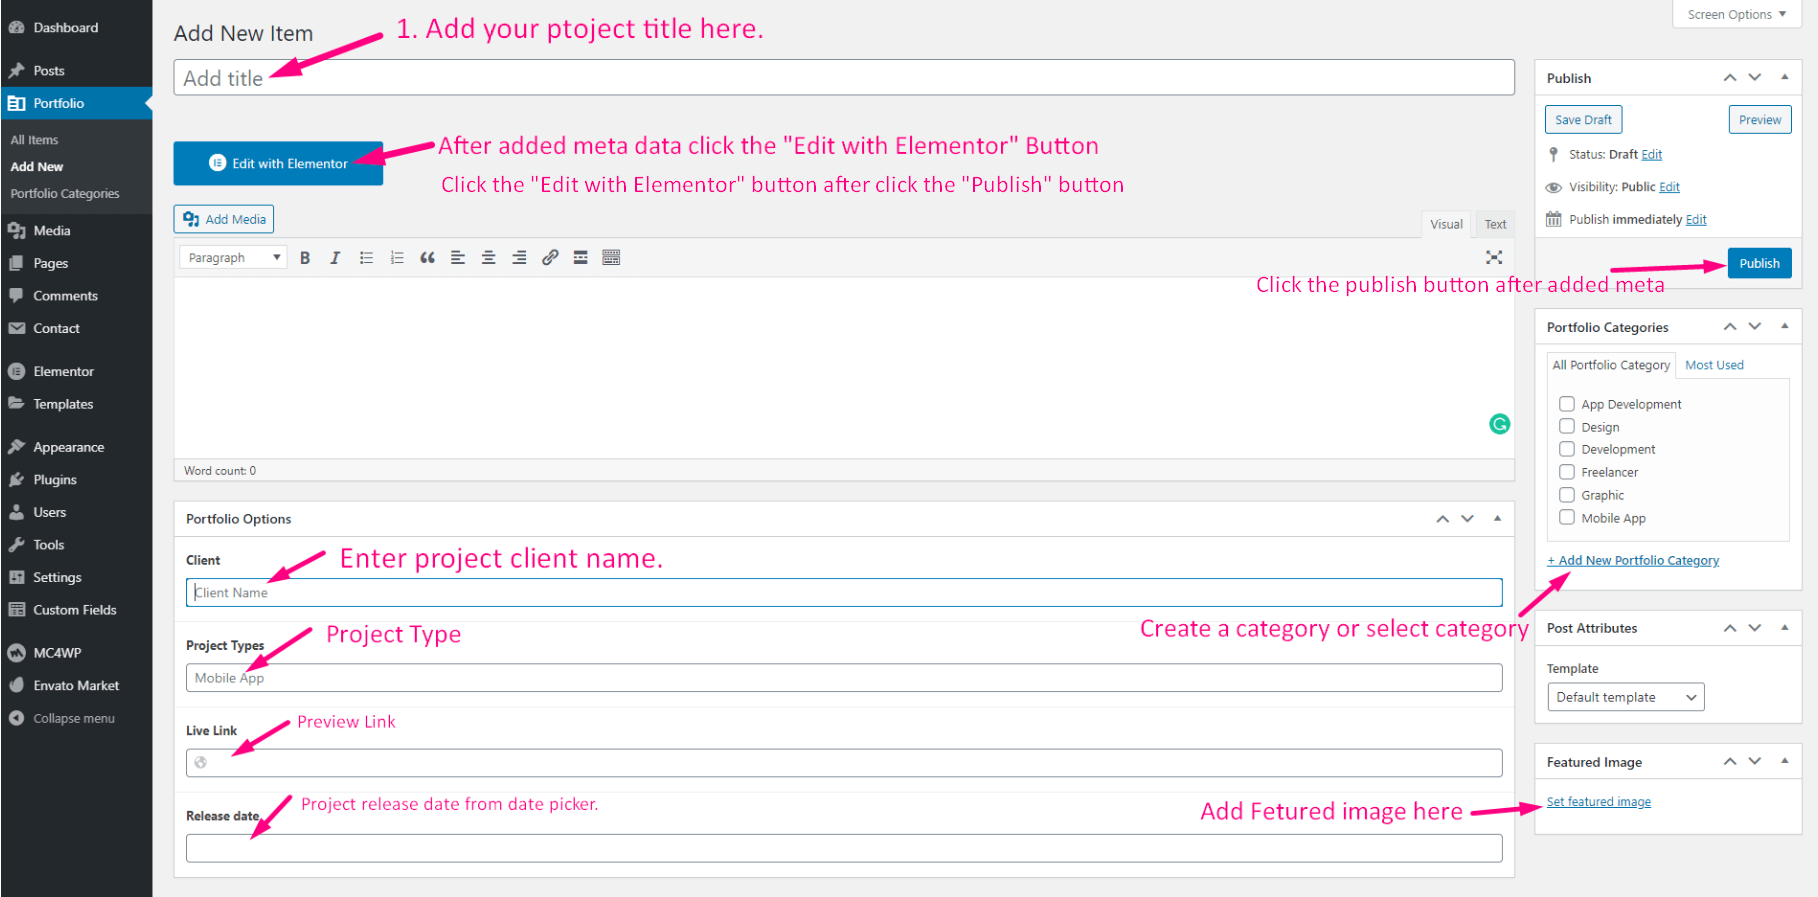 Dashboard
Posts
Portfolio
All Items
Add New
Portfolio Categories
Media
Pages
Comments
Contact
Elementor
Templates
Appearance
Plugins
Users
Tools
Settings
Custom Fields
MC4WP
Envato Market
Collapse menu
Screen Options
Add New Item
1. Add your ptoject title here.
Add title
Edit with Elementor
After added meta data click the "Edit with Elementor" Button
Click the "Edit with Elementor" button after click the "Publish" button
Add Media
Visual Text
Paragraph
B I
Word count: 0
Portfolio Options
Client
Enter project client name.
Client Name
Project Types
Project Type
Mobile App
Live Link
Preview Link
Release date
Project release date from date picker.
Publish
Save Draft Preview
Status: Draft Edit
Visibility: Public Edit
Publish immediately Edit
Publish
Click the publish button after added meta
Portfolio Categories
All Portfolio Category Most Used
App Development
Design
Development
Freelancer
Graphic
Mobile App
+ Add New Portfolio Category
Create a category or select category
Post Attributes
Template
Default template
Featured Image
Set featured image
Add Fetured image here